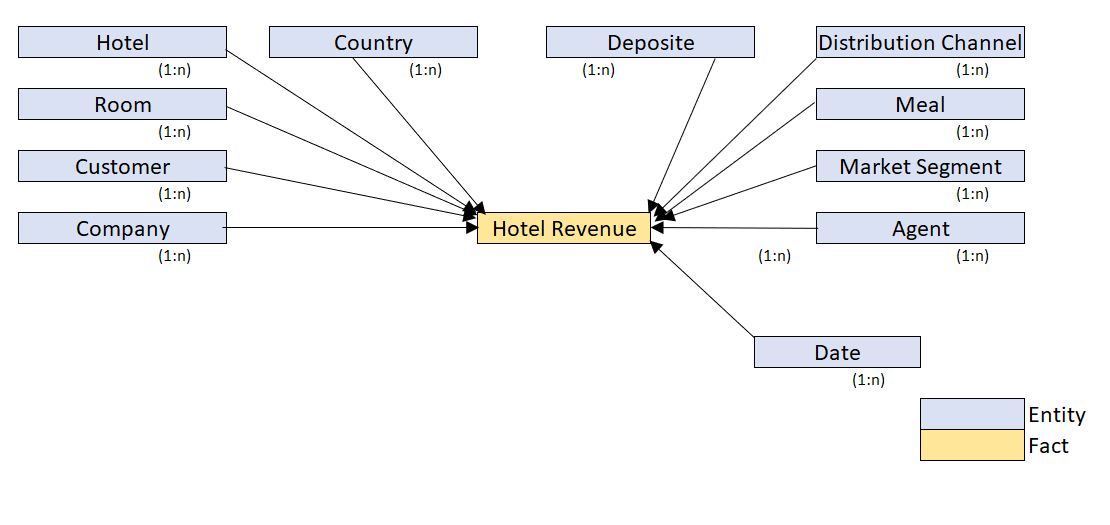 Hotel
Country
Deposite
Distribution Channel
(1:n)
(1:n)
(1:n)
(1:n)
Room
Meal
(1:n)
(1:n)
Customer
Market Segment
(1:n)
(1:n)
Company
Hotel Revenue
Agent
(1:n)
(1:n)
(1:n)
Date
(1:n)
Entity
Fact